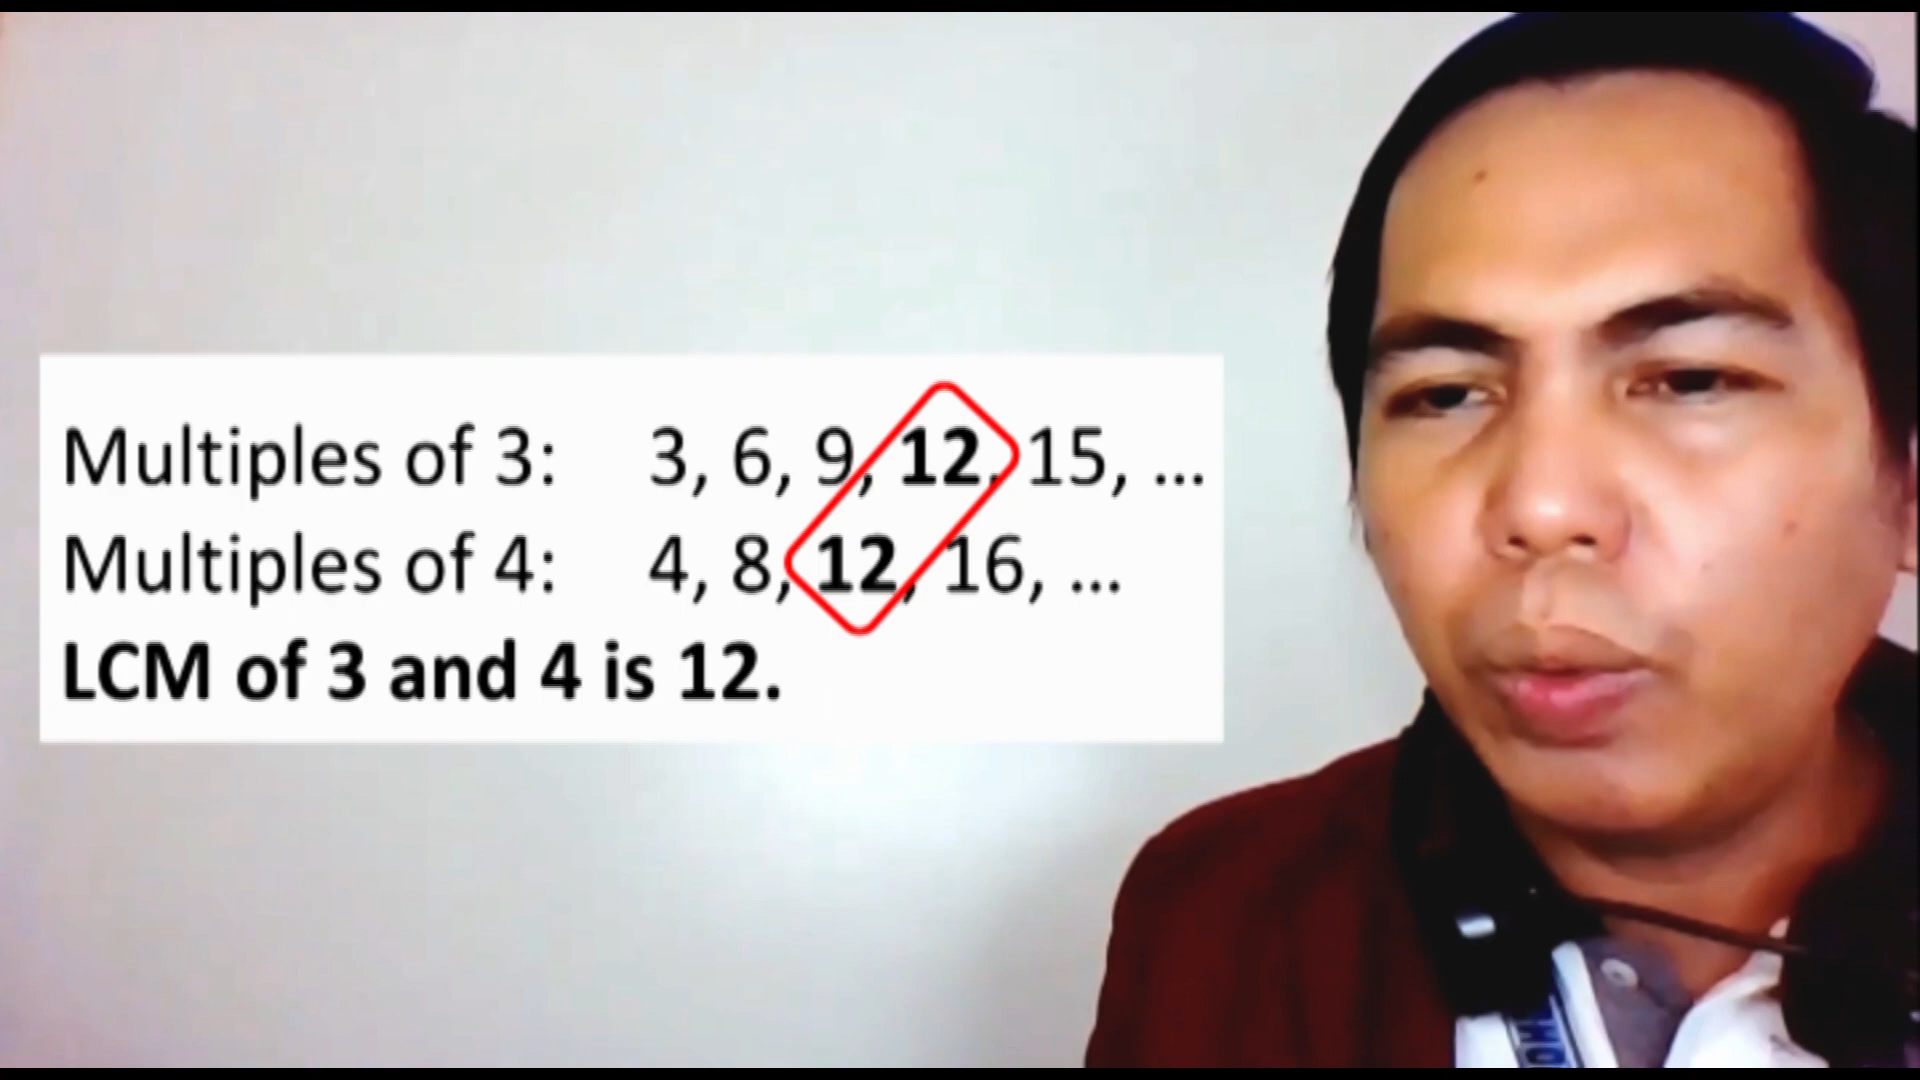 Multiples of 3: 3, 6, 9, 12, 15, ...
Multiples of 4: 4, 8, 12, 16, ...
LCM of 3 and 4 is 12.